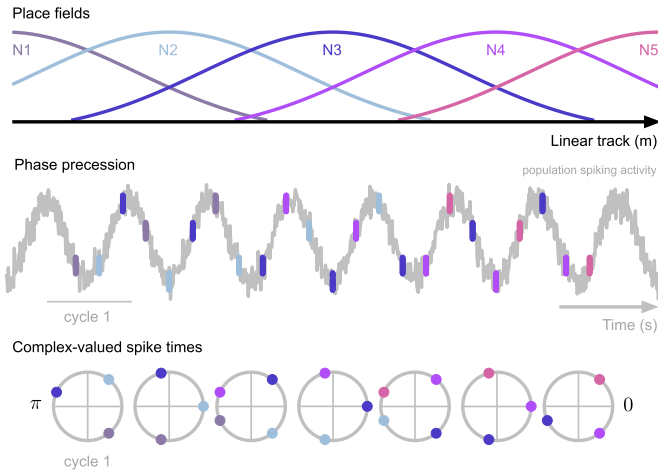 Place fields
N1 N2 N3 N4 N5
Linear track (m)
Phase precession
population spiking activity
cycle 1
Time (s)
Complex-valued spike times
π 0
cycle 1